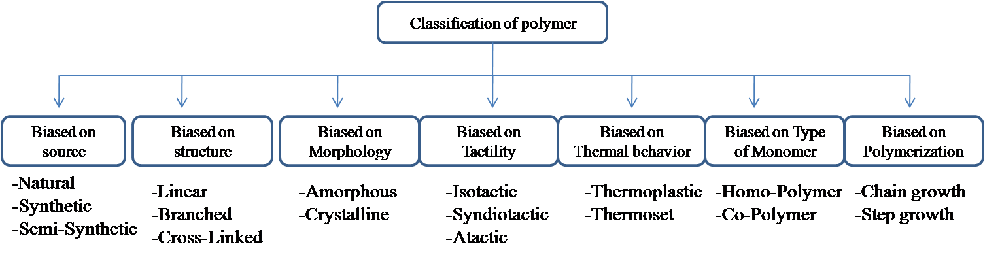 Classification of polymer
Biased on
source
-Natural
-Synthetic
-Semi-Synthetic
Biased on
structure
-Linear
-Branched
-Cross-Linked
Biased on
Morphology
-Amorphous
-Crystalline
Biased on
Tactility
-Isotactic
-Syndiotactic
-Atactic
Biased on
Thermal behavior
-Thermoplastic
-Thermoset
Biased on Type
of Monomer
-Homo-Polymer
-Co-Polymer
Biased on
Polymerization
-Chain growth
-Step growth